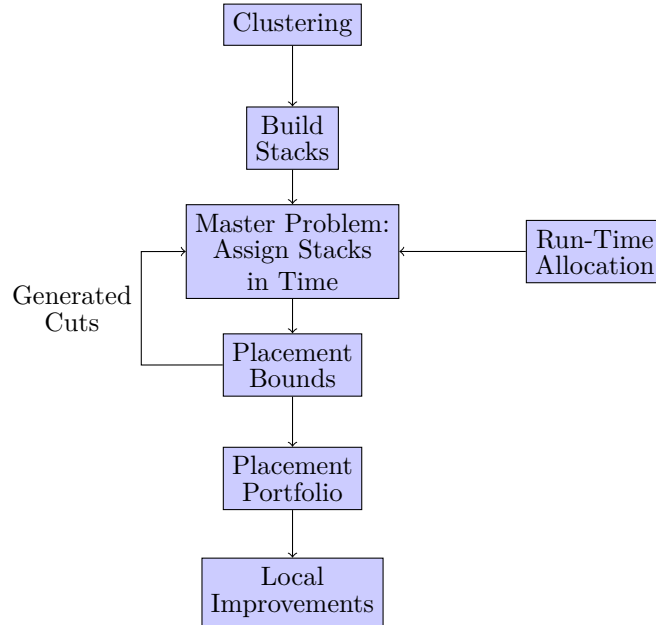 Clustering
Build
Stacks
Master Problem:
Assign Stacks
in Time
Run-Time
Allocation
Generated
Cuts
Placement
Bounds
Placement
Portfolio
Local
Improvements